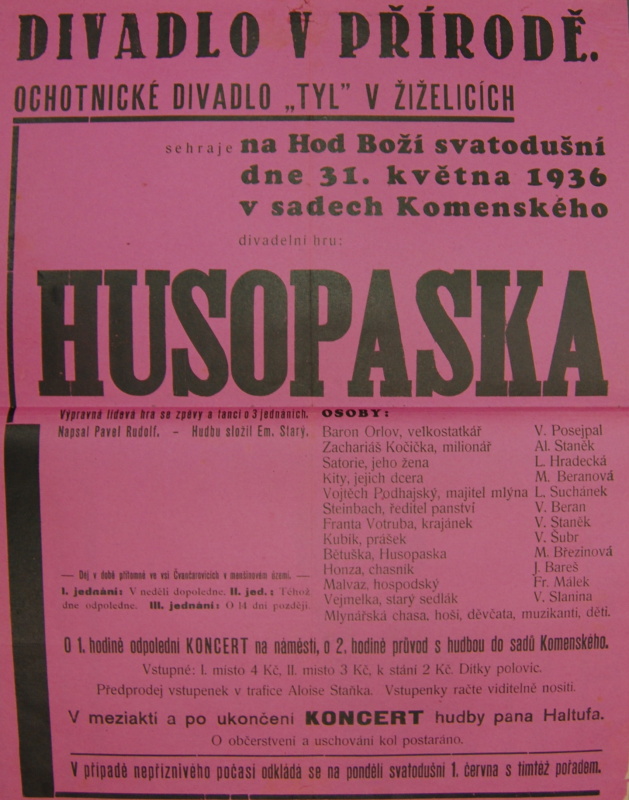 DIVADLO V PŘÍRODĚ.
OCHOTNICKÉ DIVADLO „TYL” V ŽIŽELICÍCH
sehraje na Hod Boží svatodušní
dne 31. května 1936
v sadech Komenského
divadelní hru:
HUSOPASKA
Výpravná lidová hra se zpěvy a tanci o 3 jednáních.
Napsal Pavel Rudolf. – Hudbu složil Em. Starý.
OSOBY:
Baron Orlov, velkostatkář V. Posejpal
Zachariáš Kočička, milionář Al. Staněk
Satorie, jeho žena L. Hradecká
Kity, jejich dcera M. Beranová
Vojtěch Podhajský, majitel mlýna L. Suchánek
Steinbach, ředitel panství V. Beran
Franta Votruba, krajánek V. Staněk
Kubík, prášek V. Šubr
Bětuška, Husopaska M. Březinová
Honza, chasník J. Bareš
Malvaz, hospodský Fr. Málek
Vejmelka, starý sedlák V. Slanina
Mlynářská chasa, hoši, děvčata, muzikanti, děti.
— Děj v době přítomné ve vsi Čvančarovicích v menšinovém území. —
I. jednání: V neděli dopoledne. II. jed.: Téhož
dne odpoledne. III. jednání: O 14 dní později.
O 1. hodině odpolední KONCERT na náměstí, o 2. hodině průvod s hudbou do sadů Komenského.
Vstupné: I. místo 4 Kč, II. místo 3 Kč, k stání 2 Kč. Dítky polovic.
Předprodej vstupenek v trafice Aloise Staňka. Vstupenky račte viditelně nositi.
V meziaktí a po ukončení KONCERT hudby pana Haltufa.
O občerstvení a uschování kol postaráno.
V případě nepříznivého počasí odkládá se na pondělí svatodušní 1. června s tímtéž pořadem.